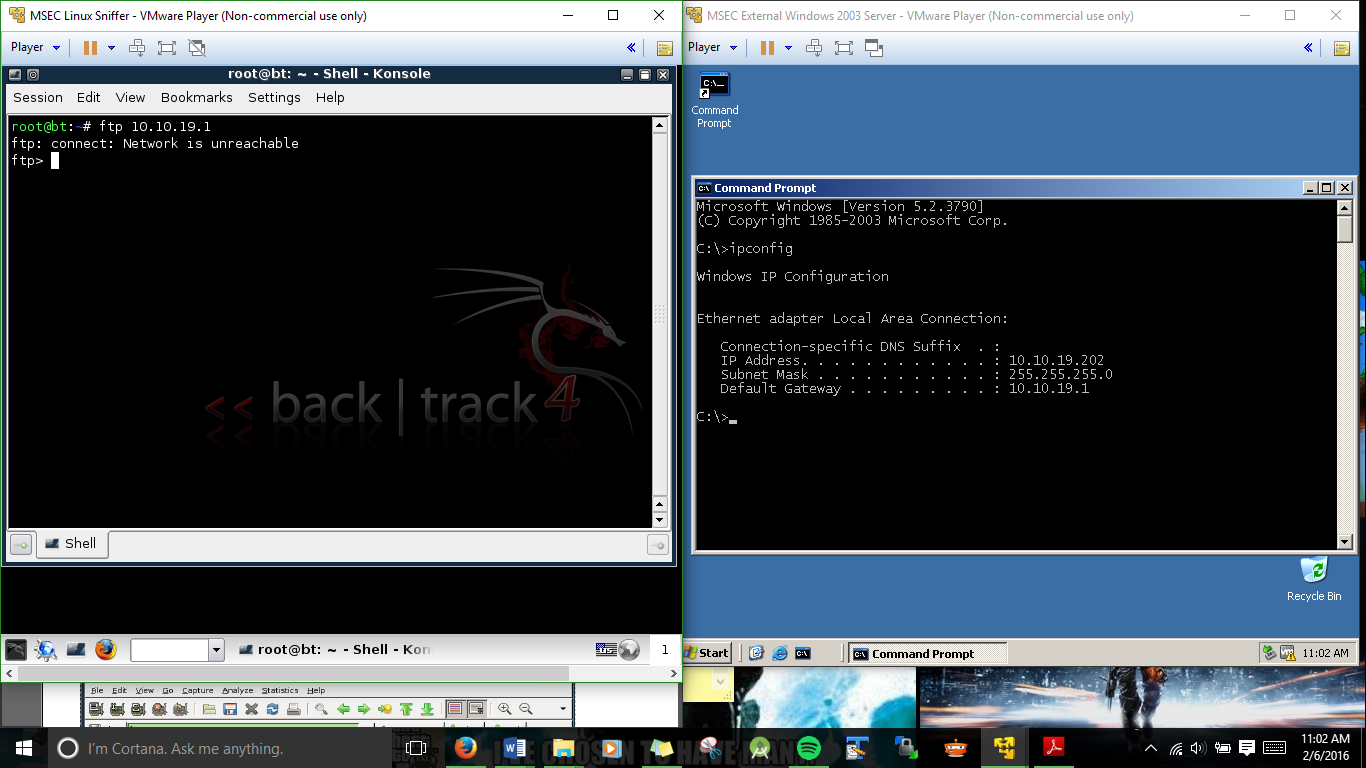 MSEC Linux Sniffer - VMware Player (Non-commercial use only)
Player
root@bt: ~ - Shell - Konsole
Session Edit View Bookmarks Settings Help
root@bt:~# ftp 10.10.19.1
ftp: connect: Network is unreachable
ftp>
<< back | track 4
Shell
root@bt: ~ - Shell - Kon
1
MSEC External Windows 2003 Server - VMware Player (Non-commercial use only)
Player
Command
Prompt
Command Prompt
Microsoft Windows [Version 5.2.3790]
(C) Copyright 1985-2003 Microsoft Corp.
C:\>ipconfig
Windows IP Configuration
Ethernet adapter Local Area Connection:
Connection-specific DNS Suffix . :
IP Address. . . . . . . . . . . . : 10.10.19.202
Subnet Mask . . . . . . . . . . . : 255.255.255.0
Default Gateway . . . . . . . . . : 10.10.19.1
C:\>
Recycle Bin
Start
Command Prompt
11:02 AM
File Edit View Go Capture Analyze Statistics Help
I'm Cortana. Ask me anything.
11:02 AM
2/6/2016